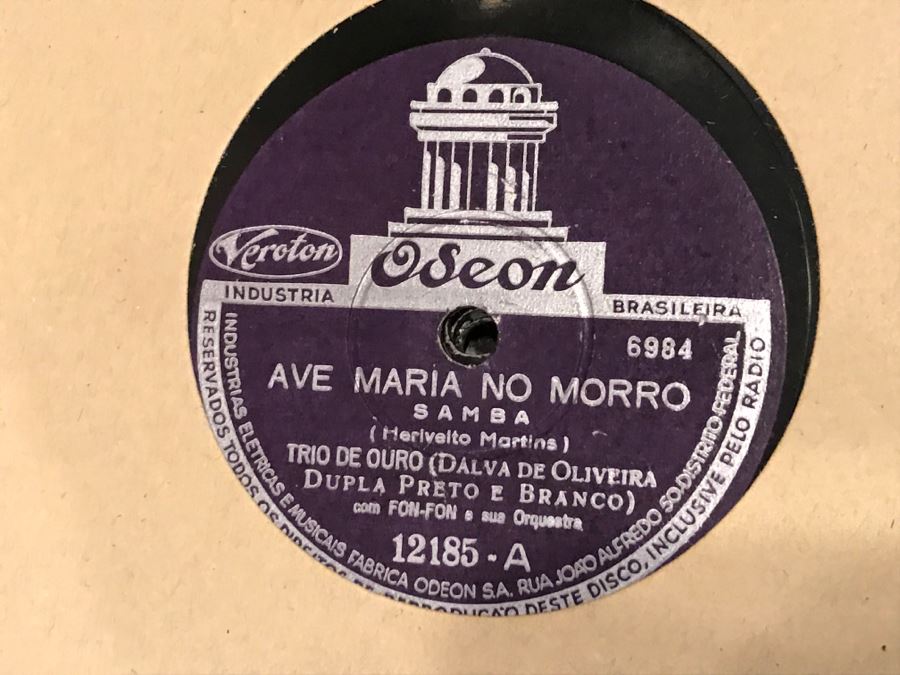 Veroton
Odeon
INDUSTRIA BRASILEIRA
6984
AVE MARIA NO MORRO
SAMBA
(Herivelto Martins)
TRIO DE OURO (DALVA DE OLIVEIRA
DUPLA PRETO E BRANCO)
com FON-FON e sua Orquestra
12185-A
INDUSTRIAS ELETRICAS E MUSICAIS FABRICA ODEON S.A. RUA JOÃO ALFREDO 50, DISTRITO FEDERAL
RESERVADOS TODOS OS DIREITOS DE REPRODUÇÃO DESTE DISCO, INCLUSIVE PELO RADIO